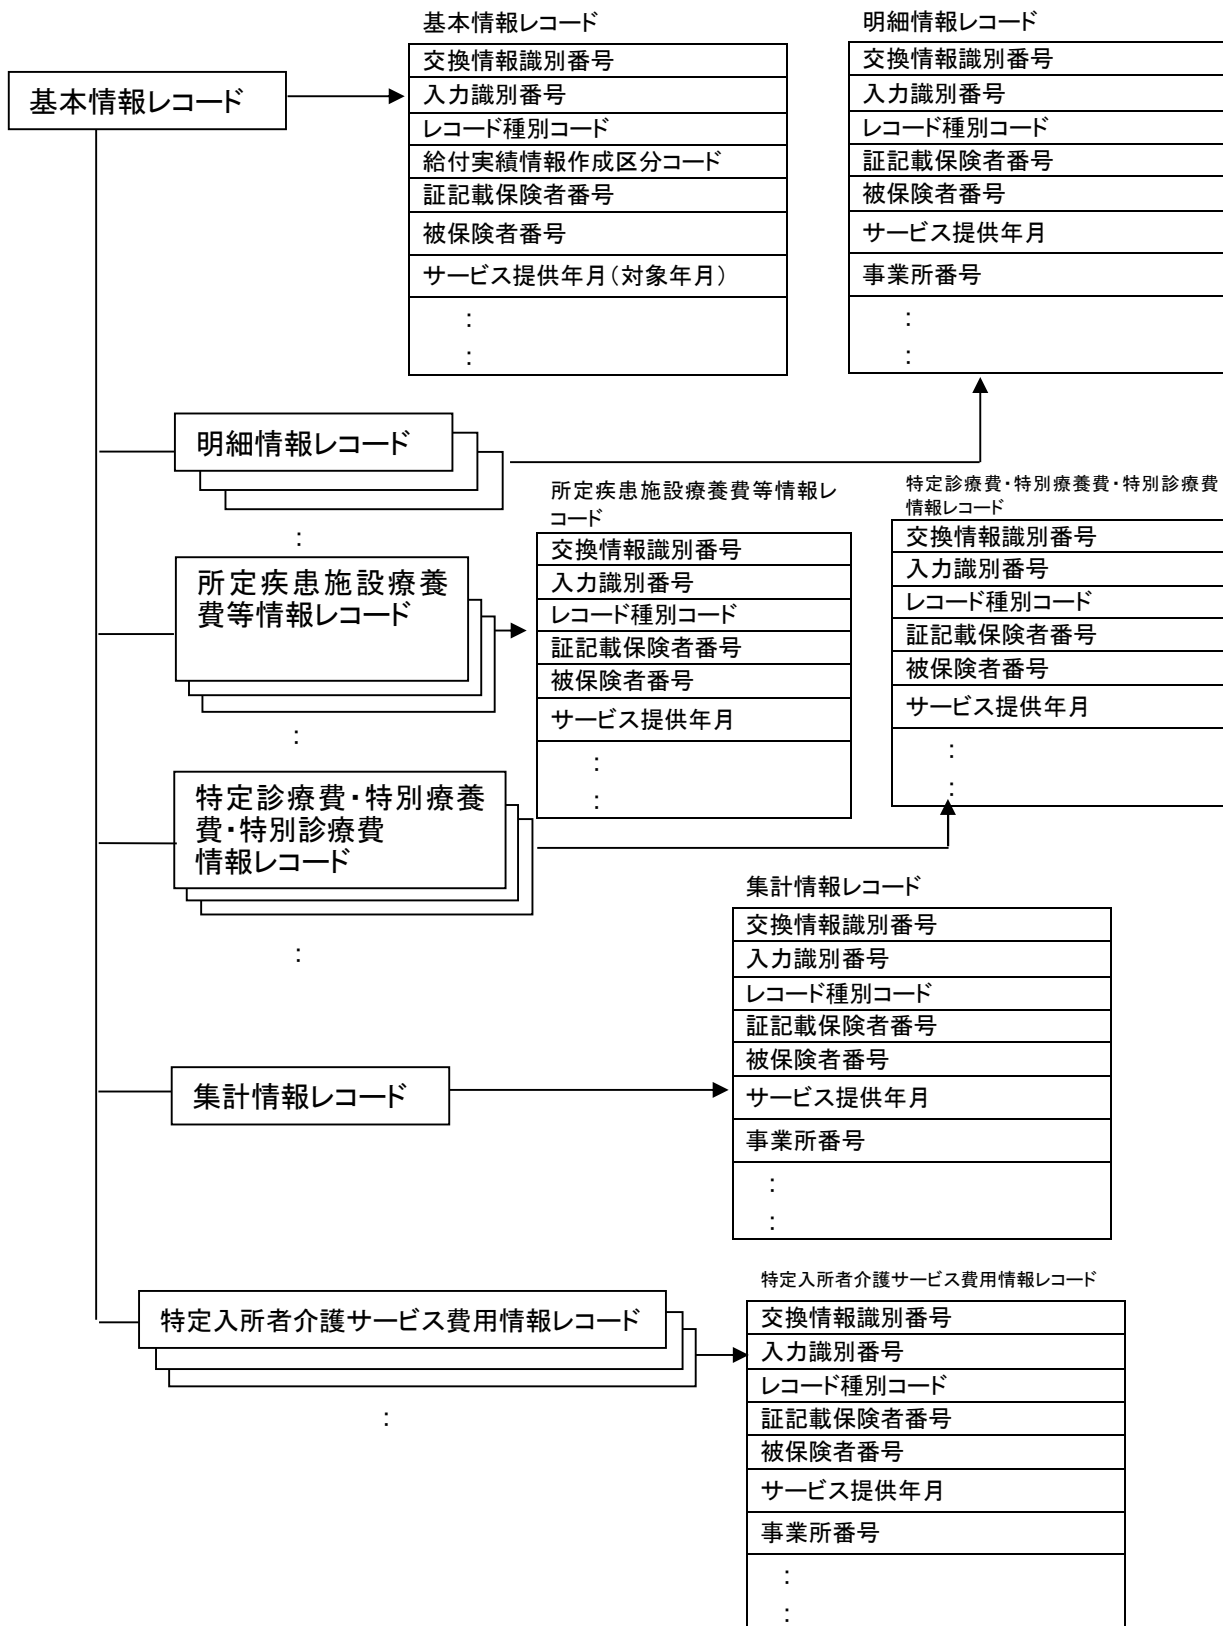 基本情報レコード
基本情報レコード
交換情報識別番号
入力識別番号
レコード種別コード
給付実績情報作成区分コード
証記載保険者番号
被保険者番号
サービス提供年月(対象年月)
:
:
明細情報レコード
交換情報識別番号
入力識別番号
レコード種別コード
証記載保険者番号
被保険者番号
サービス提供年月
事業所番号
:
:
明細情報レコード
:
所定疾患施設療養
費等情報レコード
:
所定疾患施設療養費等情報レ
コード
交換情報識別番号
入力識別番号
レコード種別コード
証記載保険者番号
被保険者番号
サービス提供年月
:
:
特定診療費・特別療養費・特別診療費
情報レコード
交換情報識別番号
入力識別番号
レコード種別コード
証記載保険者番号
被保険者番号
サービス提供年月
:
:
特定診療費・特別療養
費・特別診療費
情報レコード
:
集計情報レコード
集計情報レコード
交換情報識別番号
入力識別番号
レコード種別コード
証記載保険者番号
被保険者番号
サービス提供年月
事業所番号
:
:
特定入所者介護サービス費用情報レコード
:
特定入所者介護サービス費用情報レコード
交換情報識別番号
入力識別番号
レコード種別コード
証記載保険者番号
被保険者番号
サービス提供年月
事業所番号
:
: